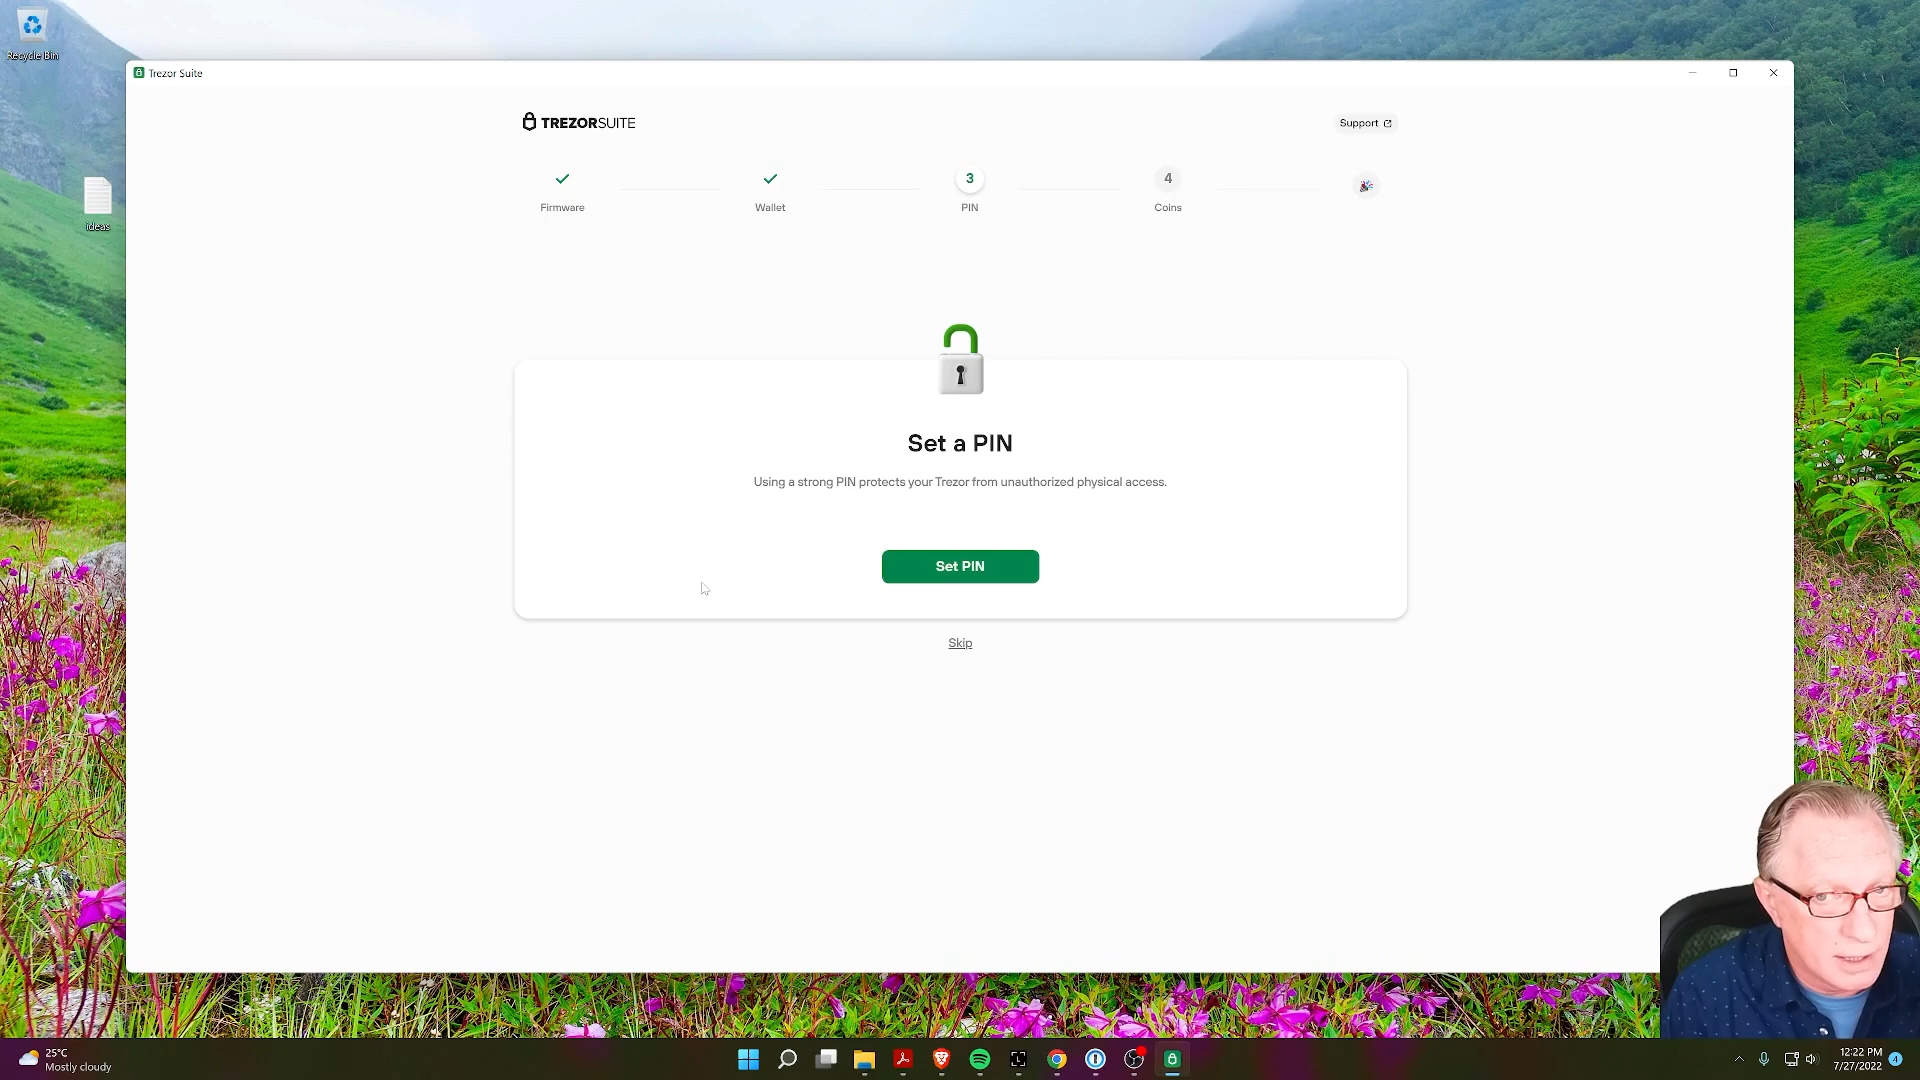 Recycle Bin
ideas
Trezor Suite
TREZORSUITE
Support
3
4
Firmware
Wallet
PIN
Coins
Set a PIN
Using a strong PIN protects your Trezor from unauthorized physical access.
Set PIN
Skip
25°C
Mostly cloudy
12:22 PM
7/27/2022
4